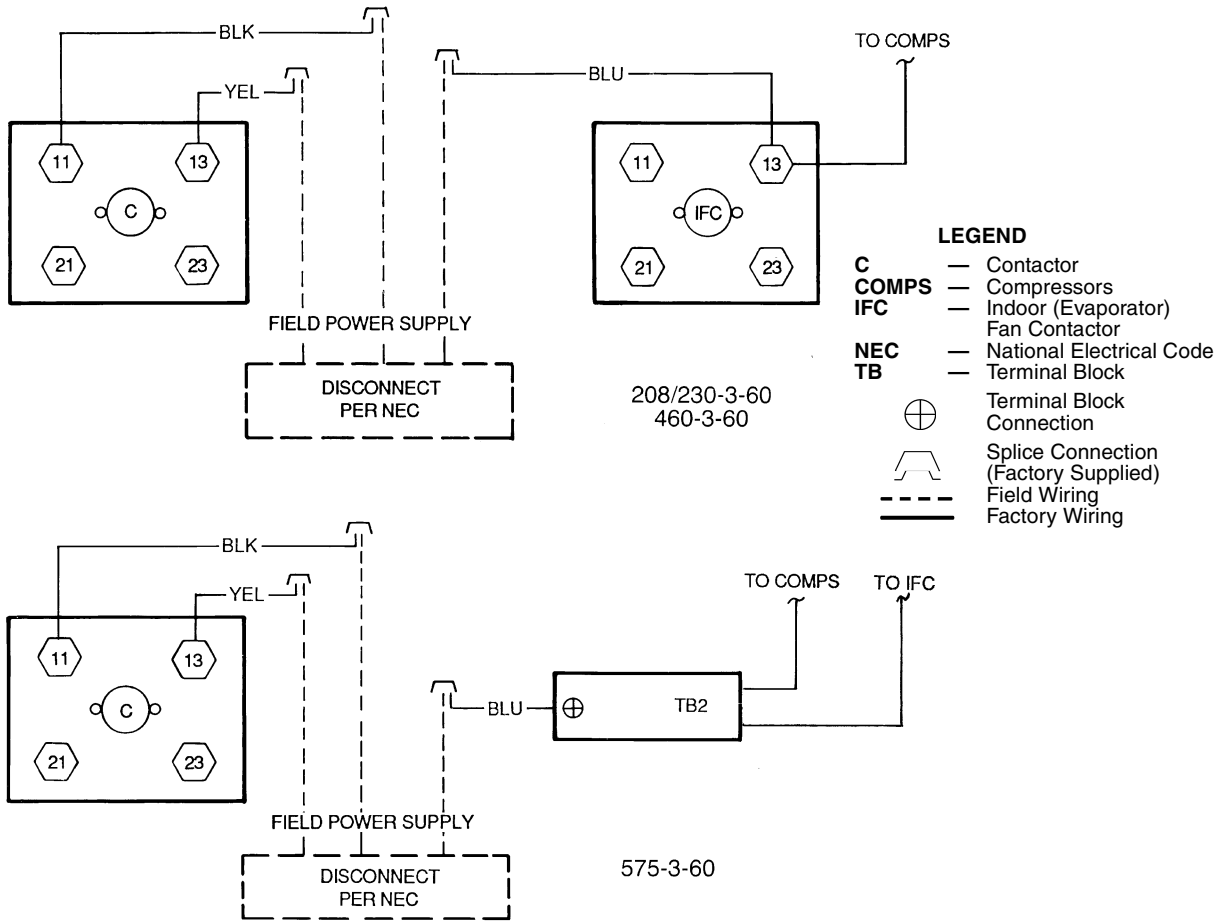 BLK
YEL
11
13
C
21
23
BLU
TO COMPS
11
13
IFC
21
23
FIELD POWER SUPPLY
DISCONNECT
PER NEC
208/230-3-60
460-3-60
LEGEND
C — Contactor
COMPS — Compressors
IFC — Indoor (Evaporator)
Fan Contactor
NEC — National Electrical Code
TB — Terminal Block
Terminal Block
Connection
Splice Connection
(Factory Supplied)
Field Wiring
Factory Wiring
BLK
YEL
11
13
C
21
23
BLU
TB2
TO COMPS
TO IFC
FIELD POWER SUPPLY
DISCONNECT
PER NEC
575-3-60